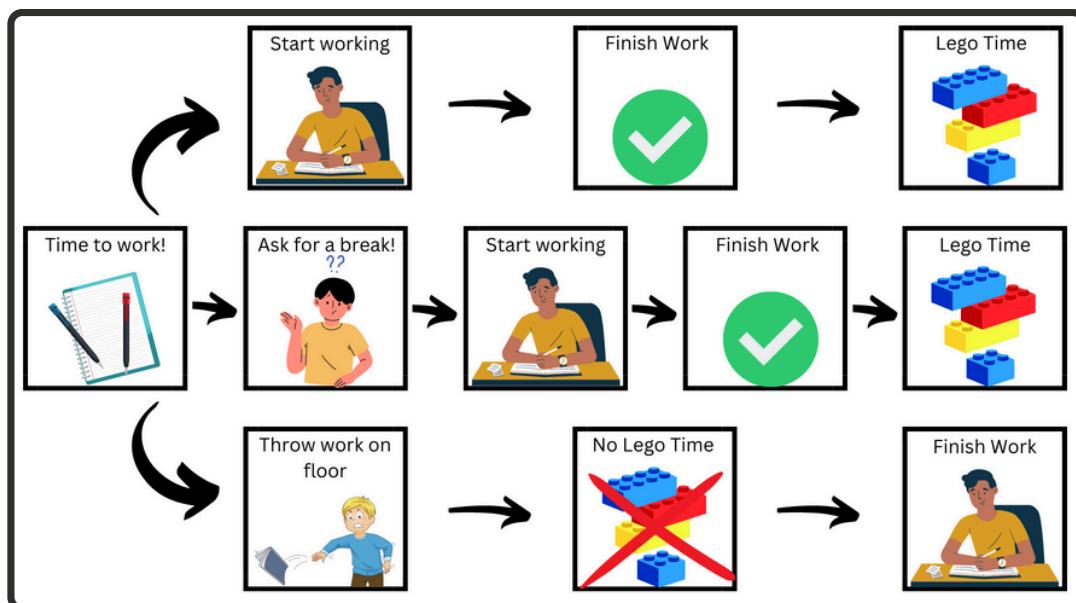 Start working
Finish Work
Lego Time
Time to work!
Ask for a break!
??
Start working
Finish Work
Lego Time
Throw work on
floor
No Lego Time
Finish Work